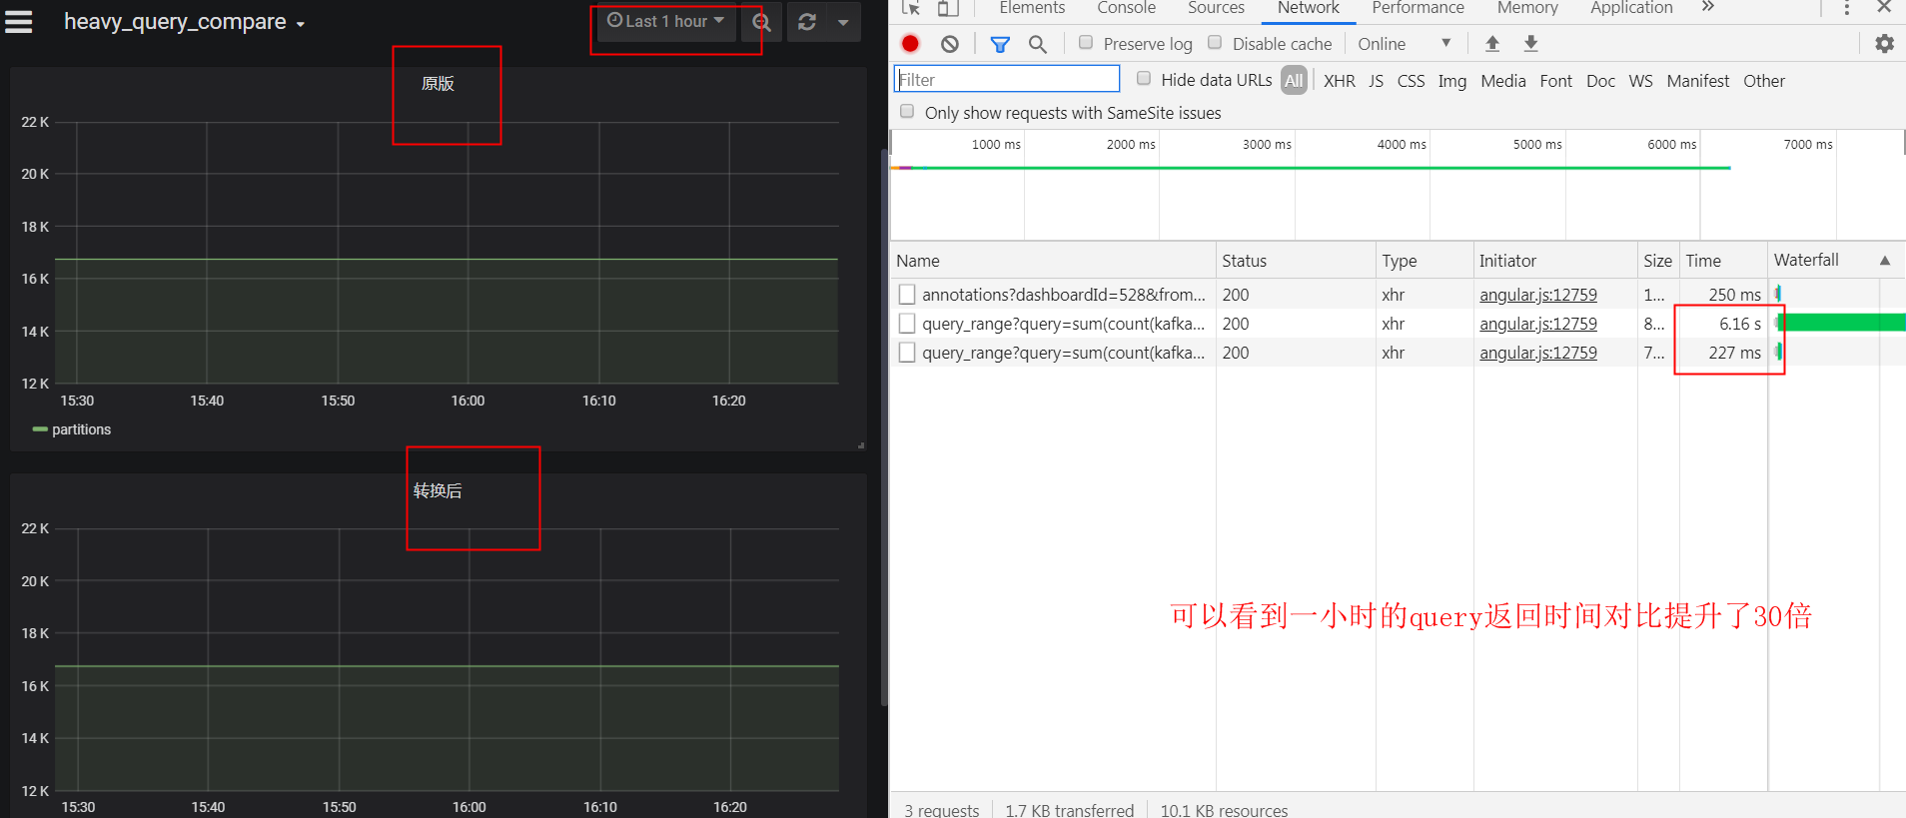 heavy_query_compare
Last 1 hour
原版
22 K
20 K
18 K
16 K
14 K
12 K
15:30 15:40 15:50 16:00 16:10 16:20
partitions
转换后
22 K
20 K
18 K
16 K
14 K
12 K
15:30 15:40 15:50 16:00 16:10 16:20
Elements Console Sources Network Performance Memory Application »
Preserve log Disable cache Online
Filter Hide data URLs All XHR JS CSS Img Media Font Doc WS Manifest Other
Only show requests with SameSite issues
1000 ms 2000 ms 3000 ms 4000 ms 5000 ms 6000 ms 7000 ms
Name Status Type Initiator Size Time Waterfall
annotations?dashboardId=528&from... 200 xhr angular.js:12759 1... 250 ms
query_range?query=sum(count(kafka... 200 xhr angular.js:12759 8... 6.16 s
query_range?query=sum(count(kafka... 200 xhr angular.js:12759 7... 227 ms
可以看到一小时的query返回时间对比提升了30倍
3 requests 1.7 KB transferred 10.1 KB resources